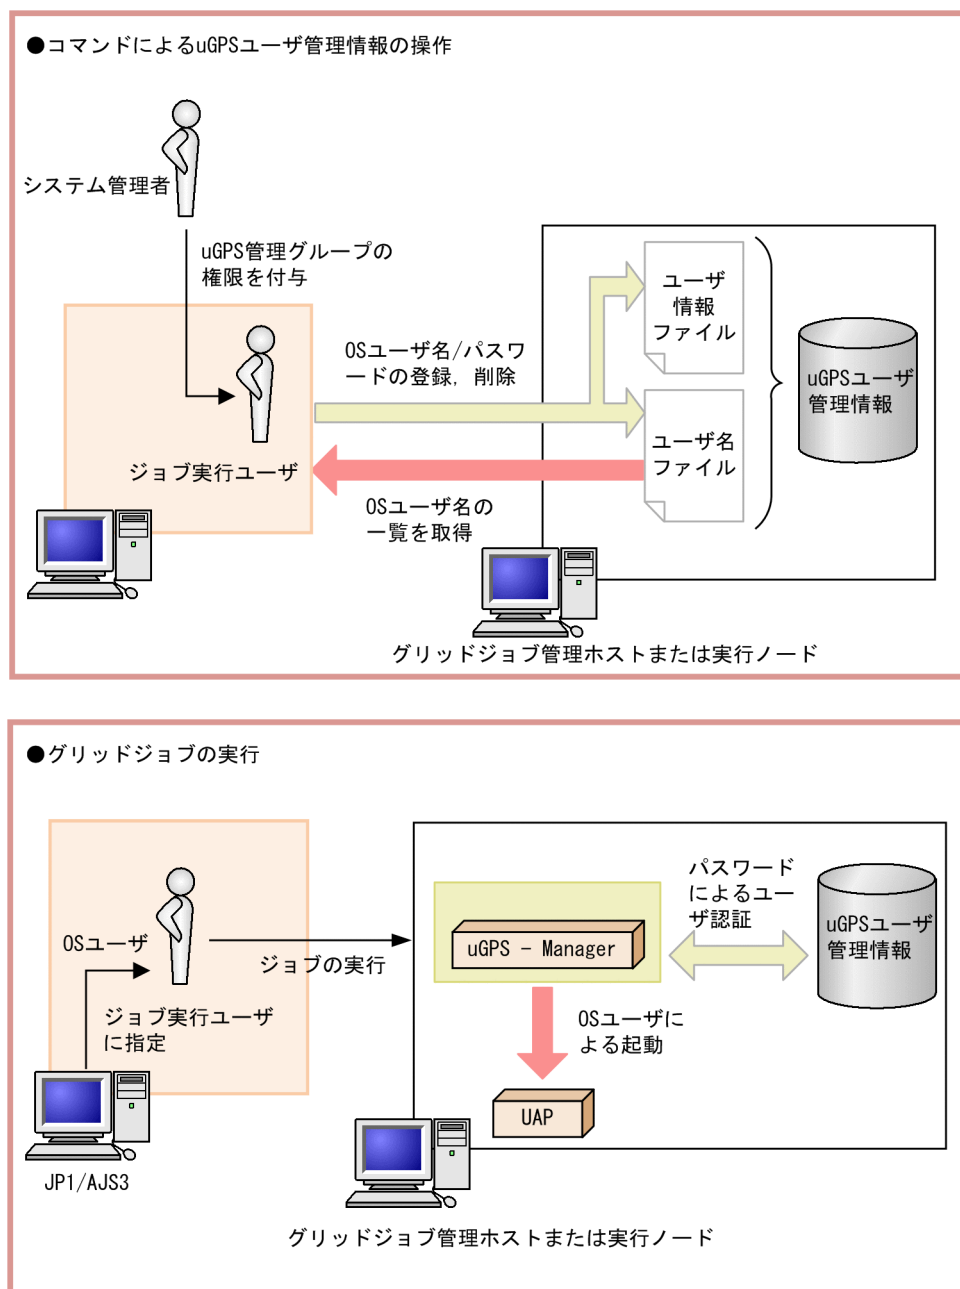 ●コマンドによるuGPSユーザ管理情報の操作
システム管理者
uGPS管理グループの
権限を付与
ユーザ
情報
ファイル
OSユーザ名/パスワ
ードの登録，削除
uGPSユーザ
管理情報
ユーザ名
ファイル
ジョブ実行ユーザ
OSユーザ名の
一覧を取得
グリッドジョブ管理ホストまたは実行ノード
●グリッドジョブの実行
パスワード
によるユー
ザ認証
uGPSユーザ
管理情報
OSユーザ
uGPS － Manager
ジョブの実行
ジョブ実行ユーザ
に指定
OSユーザに
よる起動
UAP
JP1/AJS3
グリッドジョブ管理ホストまたは実行ノード